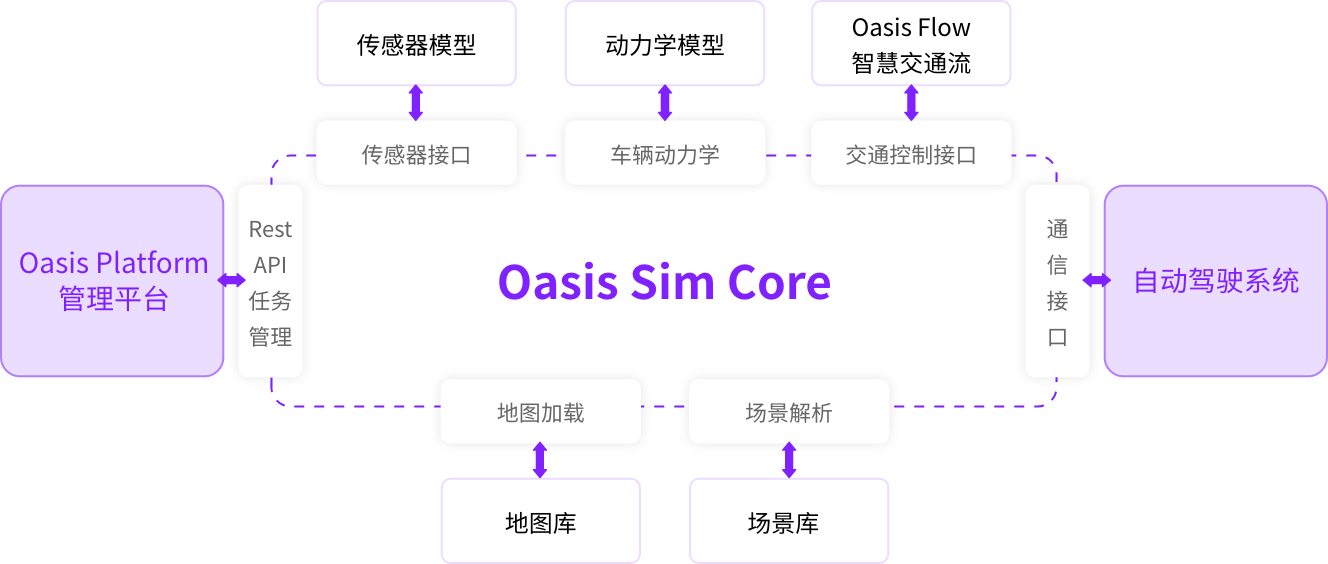 传感器模型
动力学模型
Oasis Flow
智慧交通流
传感器接口
车辆动力学
交通控制接口
Oasis Platform
管理平台
Rest
API
任务
管理
Oasis Sim Core
通
信
接
口
自动驾驶系统
地图加载
场景解析
地图库
场景库